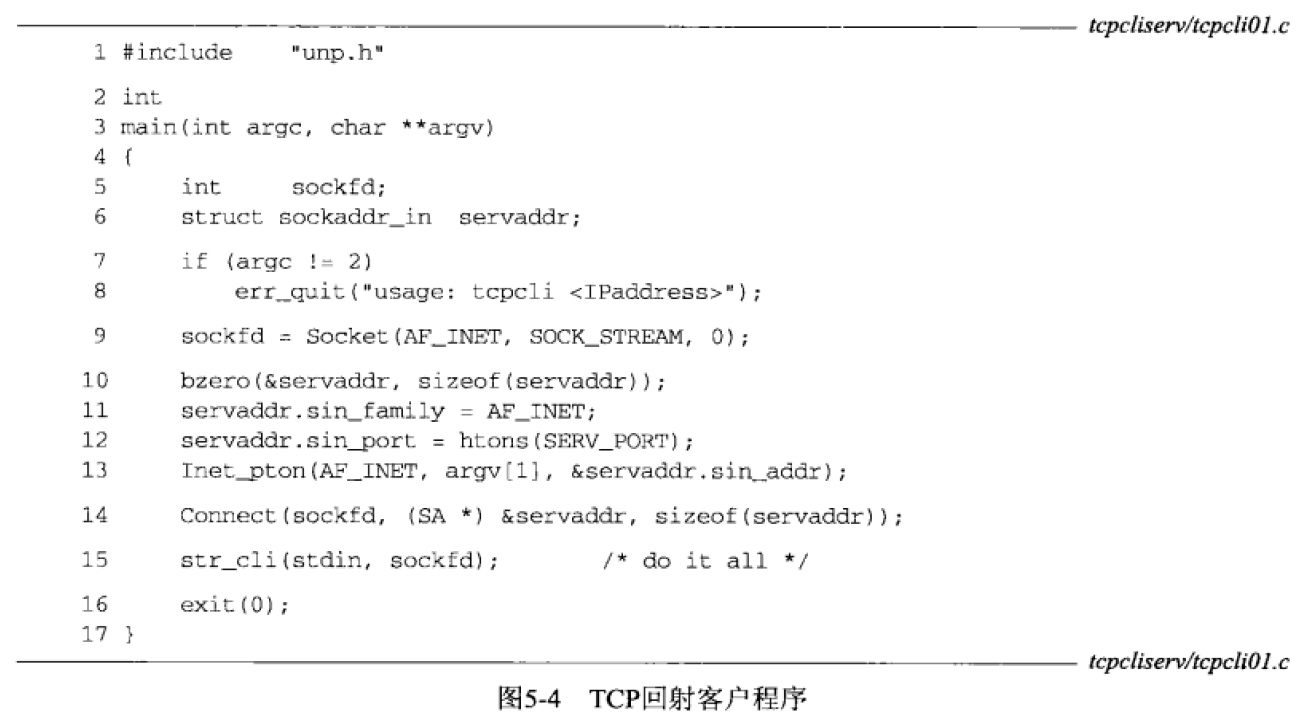 tcpcliserv/tcpcli01.c
1 #include    "unp.h"
2 int
3 main(int argc, char **argv)
4 {
5     int     sockfd;
6     struct sockaddr_in  servaddr;
7     if (argc != 2)
8         err_quit("usage: tcpcli <IPaddress>");
9     sockfd = Socket(AF_INET, SOCK_STREAM, 0);
10     bzero(&servaddr, sizeof(servaddr));
11     servaddr.sin_family = AF_INET;
12     servaddr.sin_port = htons(SERV_PORT);
13     Inet_pton(AF_INET, argv[1], &servaddr.sin_addr);
14     Connect(sockfd, (SA *) &servaddr, sizeof(servaddr));
15     str_cli(stdin, sockfd);       /* do it all */
16     exit(0);
17 }
tcpcliserv/tcpcli01.c
图5-4 TCP回射客户程序